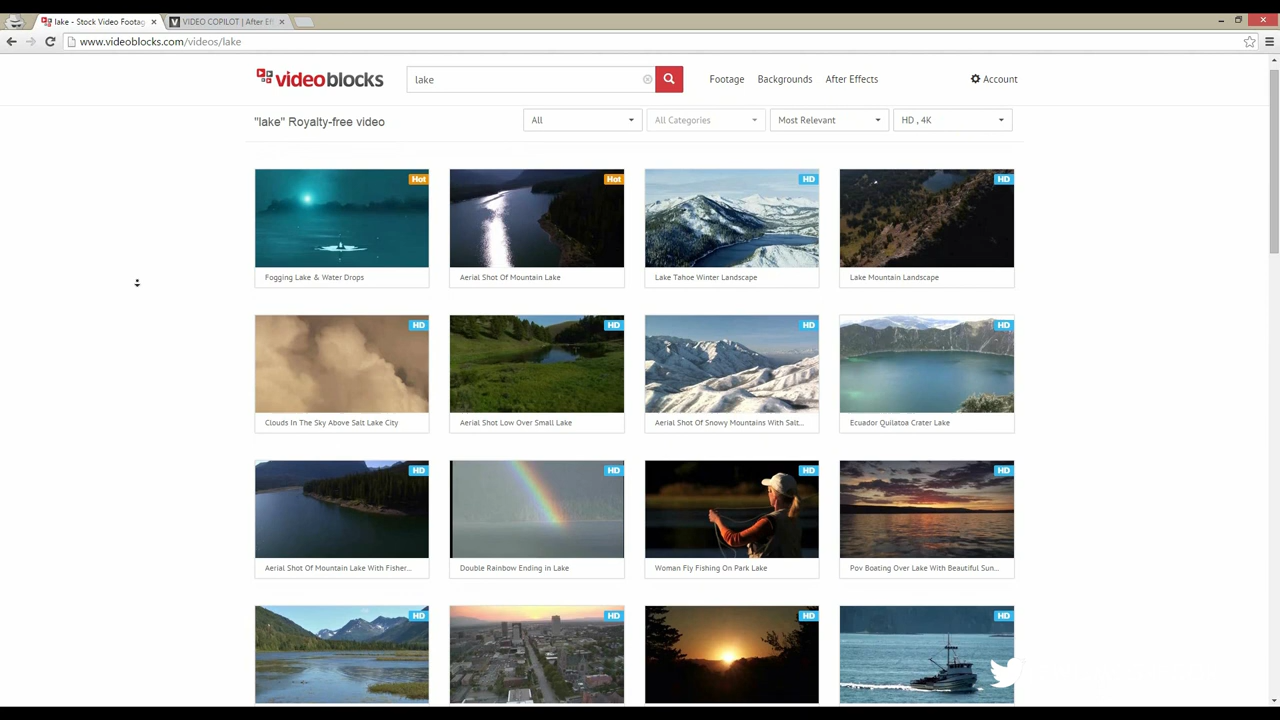 lake - Stock Video Footag
VIDEO COPILOT | After Ef
www.videoblocks.com/videos/lake
videoblocks
lake
Footage
Backgrounds
After Effects
Account
"lake" Royalty-free video
All
All Categories
Most Relevant
HD , 4K
Hot
Hot
HD
HD
Fogging Lake & Water Drops
Aerial Shot Of Mountain Lake
Lake Tahoe Winter Landscape
Lake Mountain Landscape
HD
HD
HD
HD
Clouds In The Sky Above Salt Lake City
Aerial Shot Low Over Small Lake
Aerial Shot Of Snowy Mountains With Salt...
Ecuador Quilatoa Crater Lake
HD
HD
HD
HD
Aerial Shot Of Mountain Lake With Fisher...
Double Rainbow Ending in Lake
Woman Fly Fishing On Park Lake
Pov Boating Over Lake With Beautiful Sun...
HD
HD
HD
HD